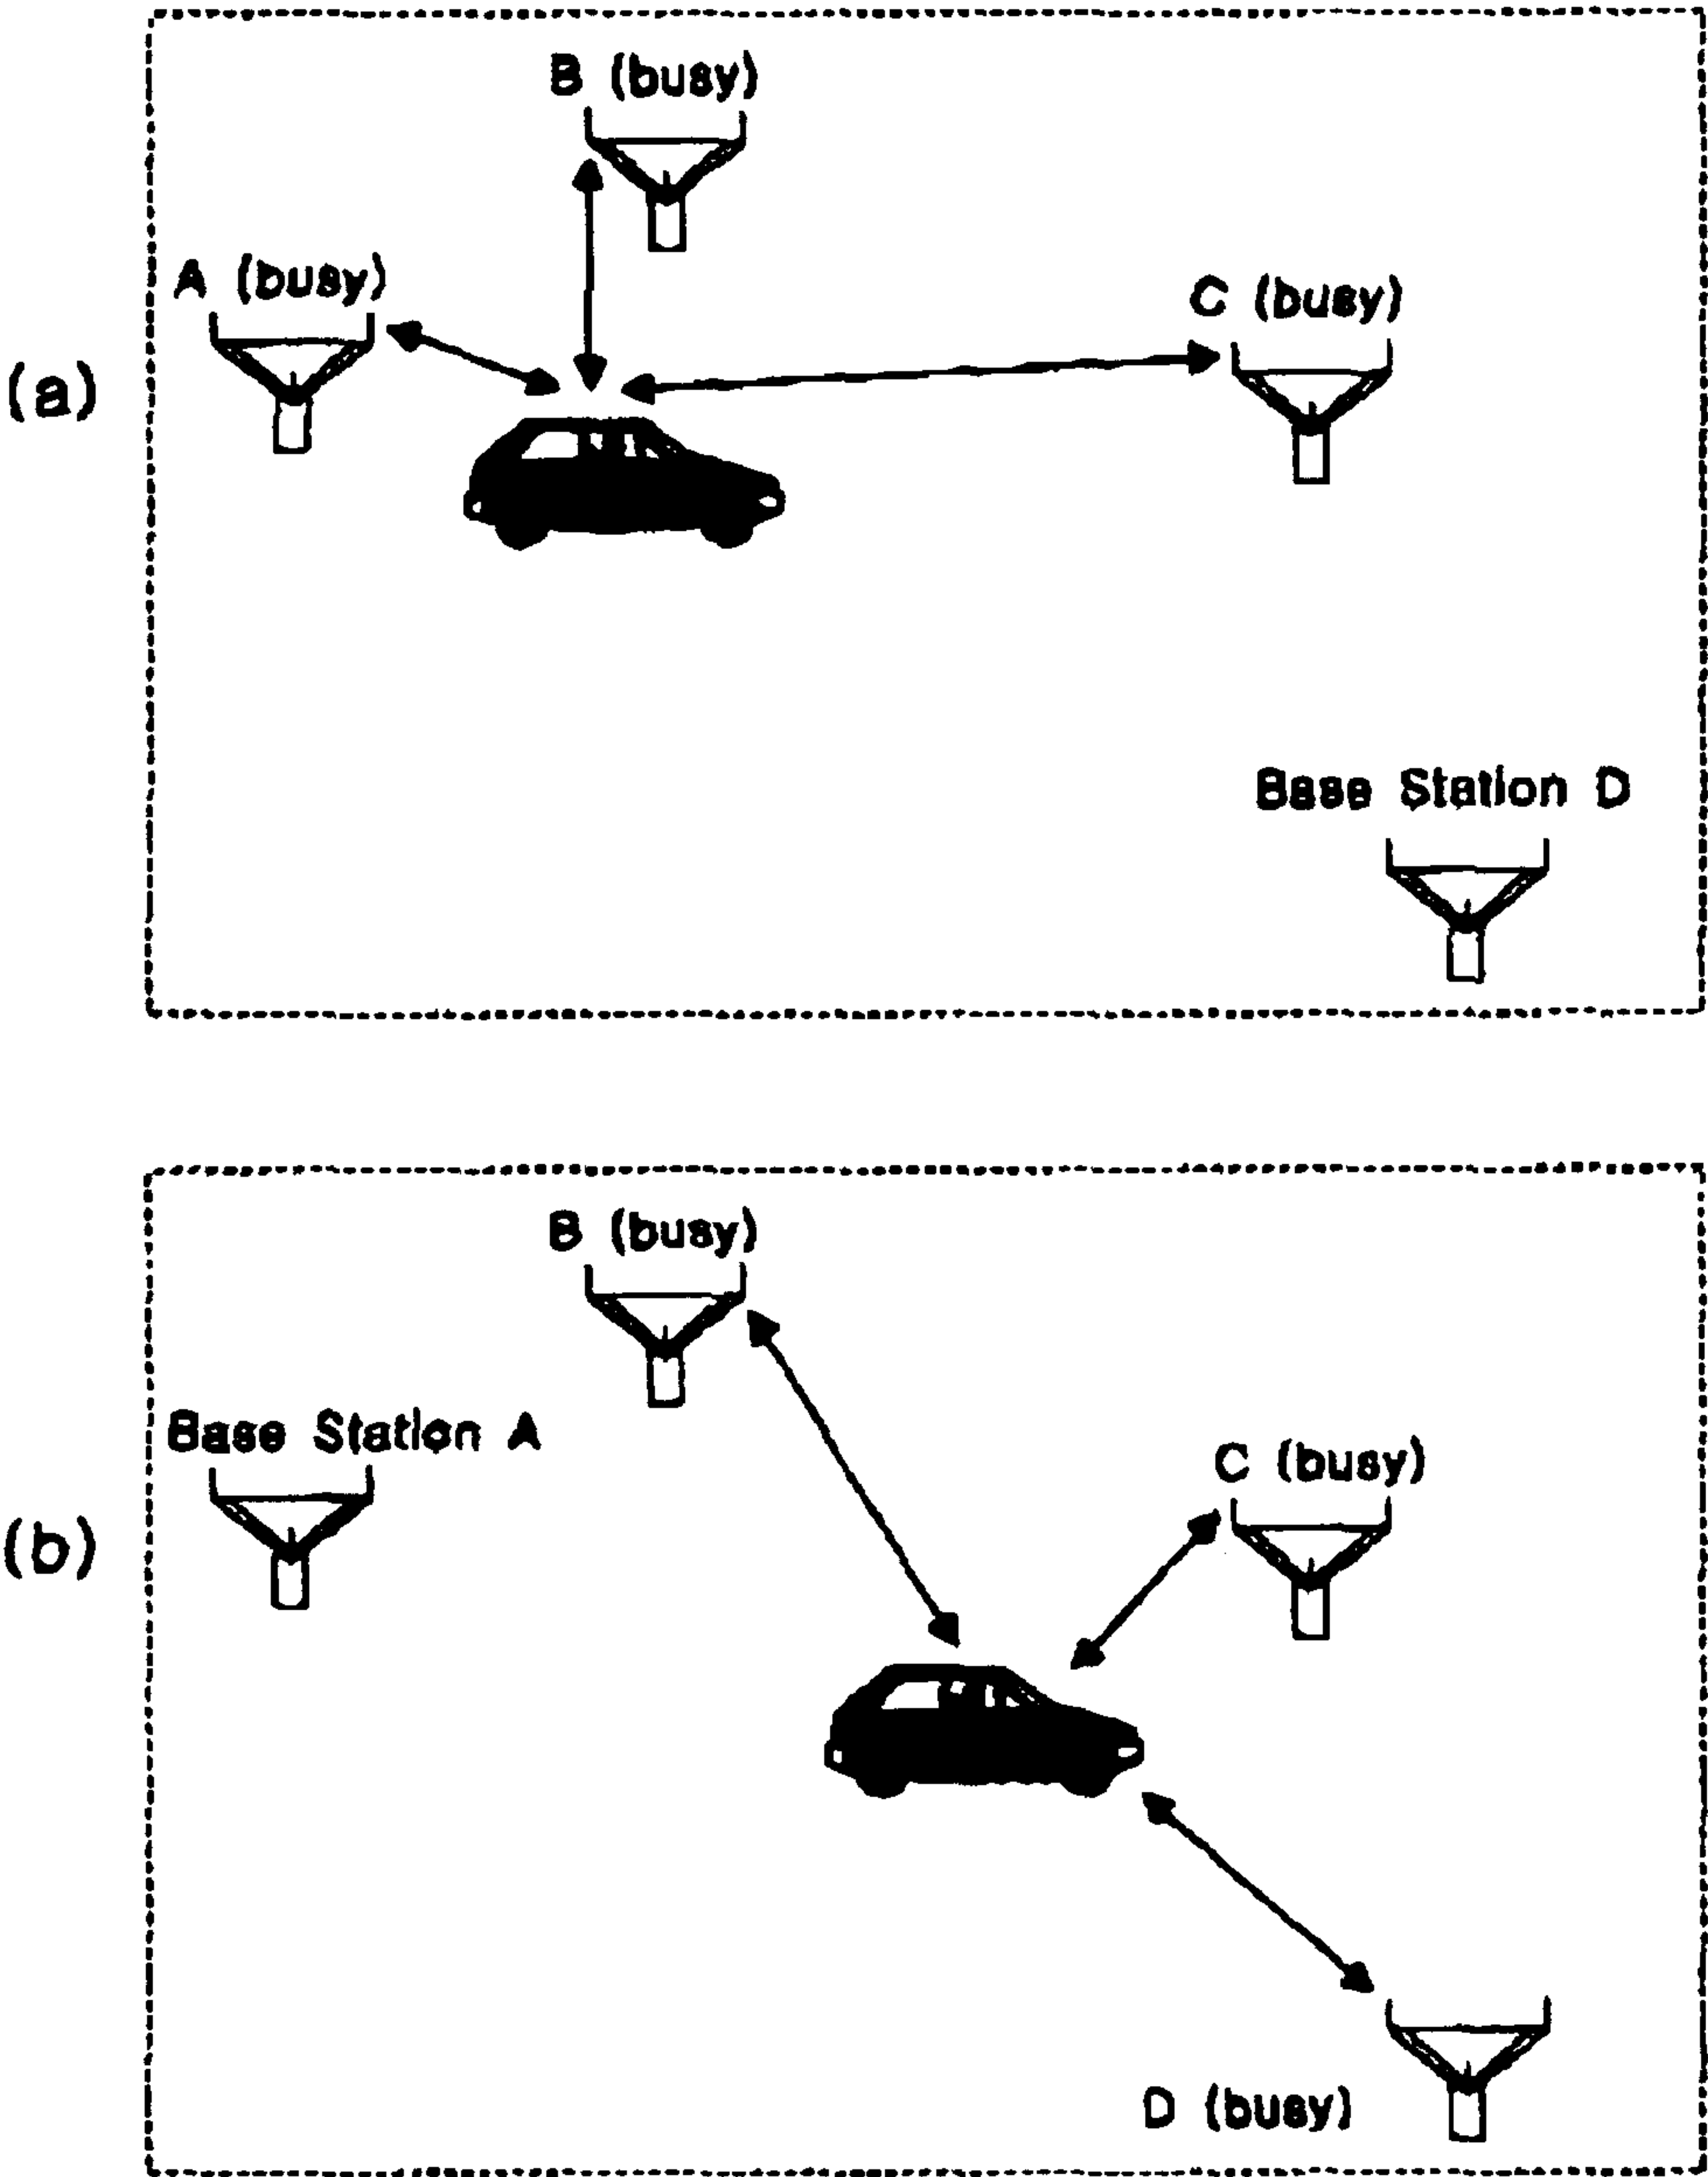 B (busy)
A (busy)
C (busy)
(a)
Base Station D
B (busy)
Base Station A
C (busy)
(b)
D (busy)